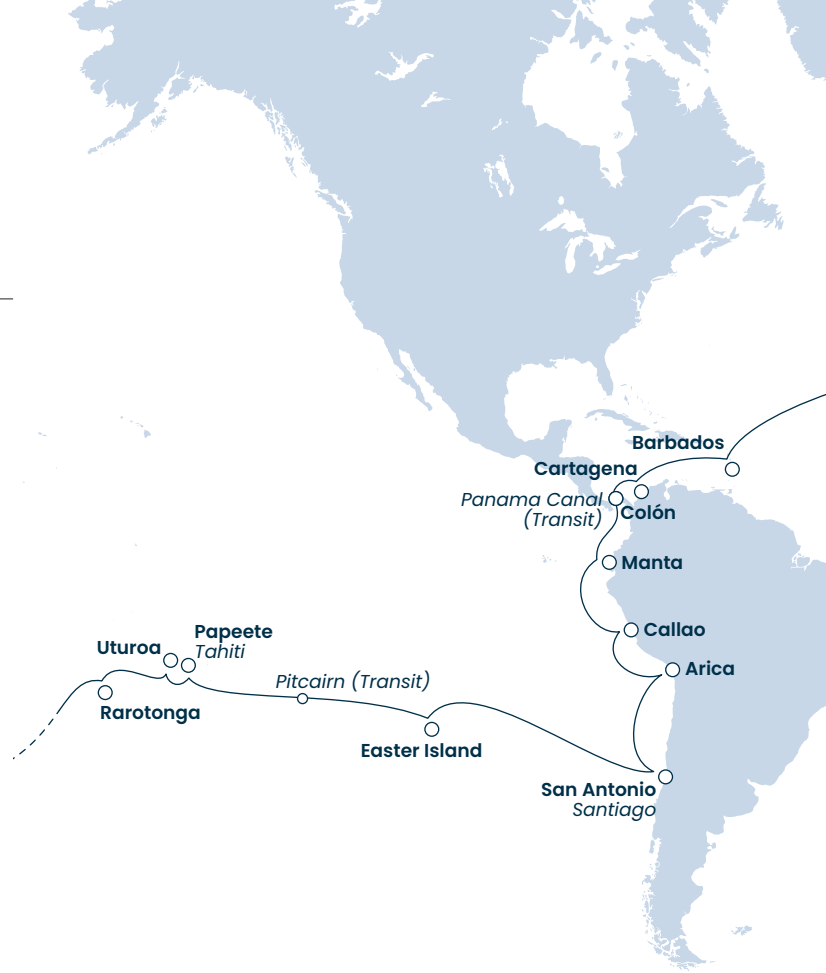 Barbados
Cartagena
Panama Canal
(Transit)
Colón
Manta
Callao
Papeete
Tahiti
Uturoa
Arica
Pitcairn (Transit)
Rarotonga
Easter Island
San Antonio
Santiago